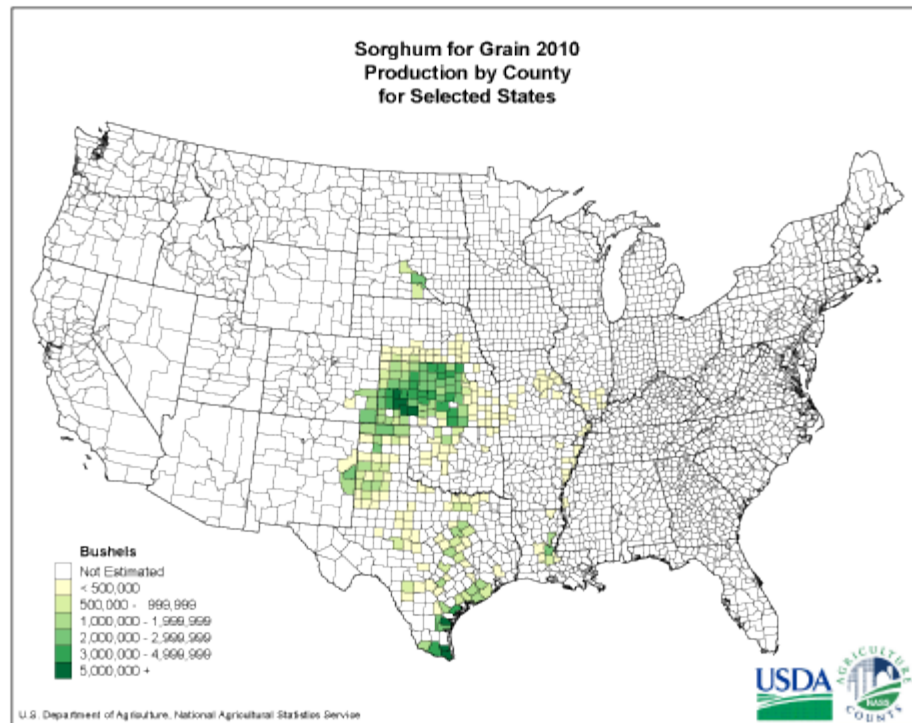 Sorghum for Grain 2010
Production by County
for Selected States
Bushels
Not Estimated
< 500,000
500,000 - 999,999
1,000,000 - 1,999,999
2,000,000 - 2,999,999
3,000,000 - 4,999,999
5,000,000 +
U.S. Department of Agriculture, National Agricultural Statistics Service
USDA
AGRICULTURE
NASS
COUNTS